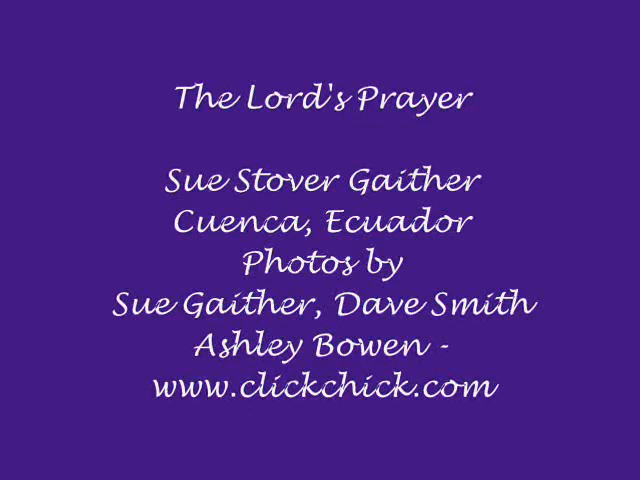 The Lord's Prayer
Sue Stover Gaither
Cuenca, Ecuador
Photos by
Sue Gaither, Dave Smith
Ashley Bowen -
www.clickchick.com